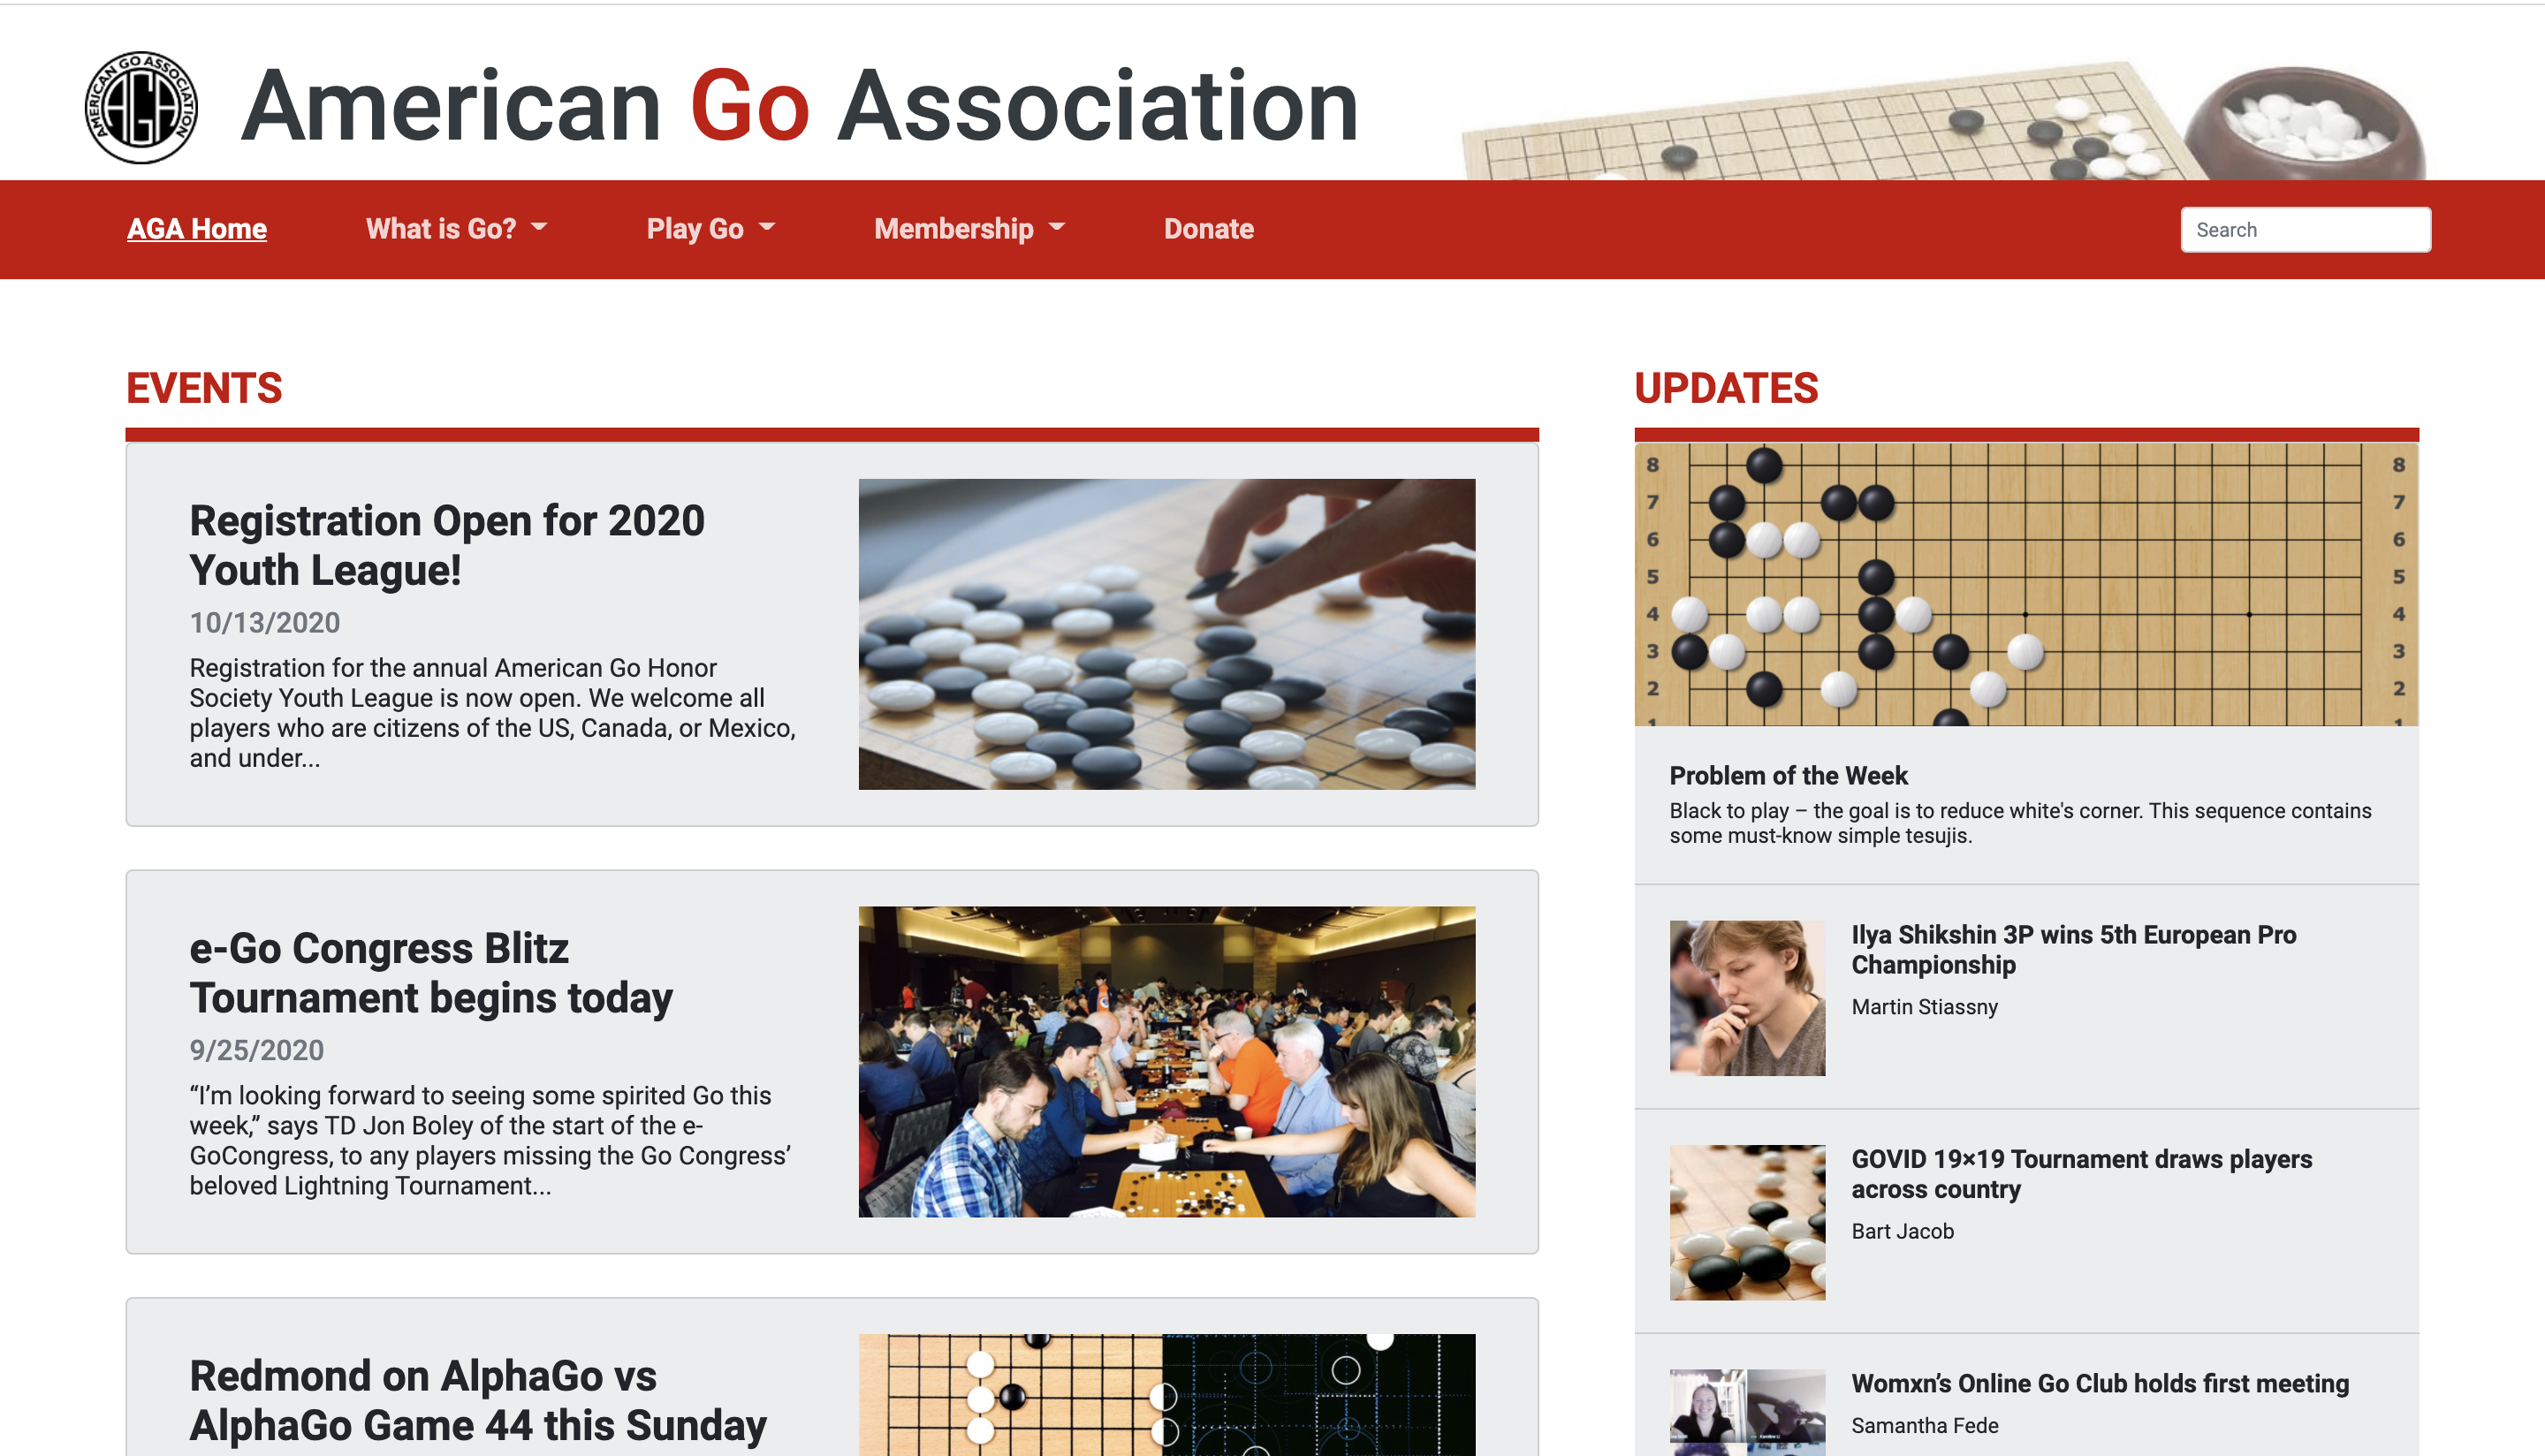 AMERICAN GO ASSOCIATION
AGA
American Go Association
AGA Home
What is Go?
Play Go
Membership
Donate
Search
EVENTS
Registration Open for 2020
Youth League!
10/13/2020
Registration for the annual American Go Honor
Society Youth League is now open. We welcome all
players who are citizens of the US, Canada, or Mexico,
and under...
e-Go Congress Blitz
Tournament begins today
9/25/2020
“I’m looking forward to seeing some spirited Go this
week,” says TD Jon Boley of the start of the e-
GoCongress, to any players missing the Go Congress’
beloved Lightning Tournament...
Redmond on AlphaGo vs
AlphaGo Game 44 this Sunday
UPDATES
8 8
7 7
6 6
5 5
4 4
3 3
2 2
1 1
Problem of the Week
Black to play – the goal is to reduce white's corner. This sequence contains
some must-know simple tesujis.
Ilya Shikshin 3P wins 5th European Pro
Championship
Martin Stiassny
GOVID 19×19 Tournament draws players
across country
Bart Jacob
Womxn’s Online Go Club holds first meeting
Samantha Fede